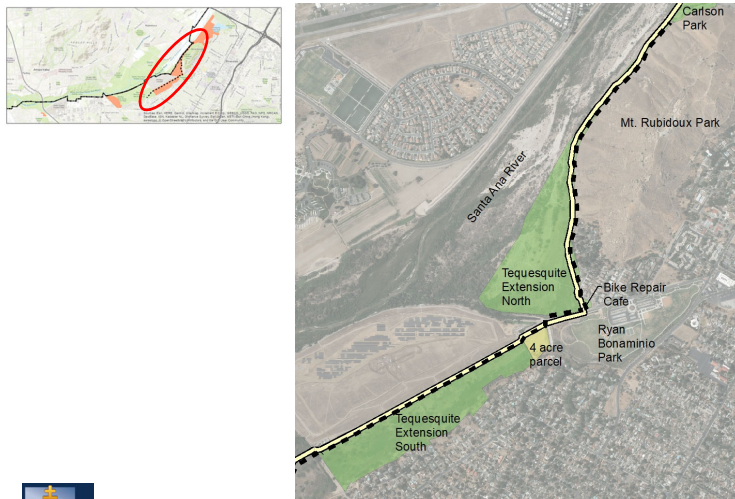 Carlson
Park
Mt. Rubidoux Park
Santa Ana River
Tequesquite
Extension
North
Bike Repair
Cafe
Ryan
Bonaminio
Park
4 acre
parcel
Tequesquite
Extension
South